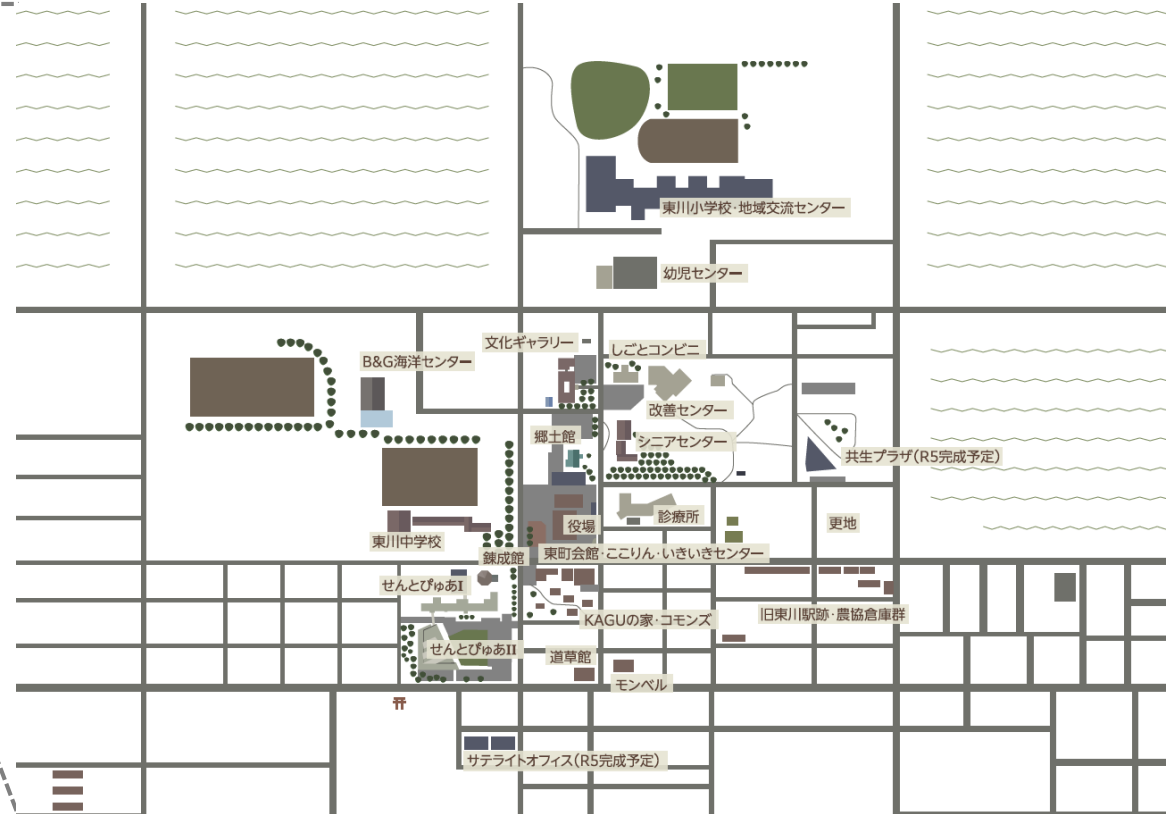 東川小学校・地域交流センター
幼児センター
文化ギャラリー
しごとコンビニ
B&G海洋センター
改善センター
郷土館
シニアセンター
共生プラザ(R5完成予定)
役場
診療所
更地
東川中学校
錬成館
東町会館・ここりん・いきいきセンター
せんとぴゅあI
KAGUの家・コモンズ
旧東川駅跡・農協倉庫群
せんとぴゅあII
道草館
モンベル
サテライトオフィス(R5完成予定)